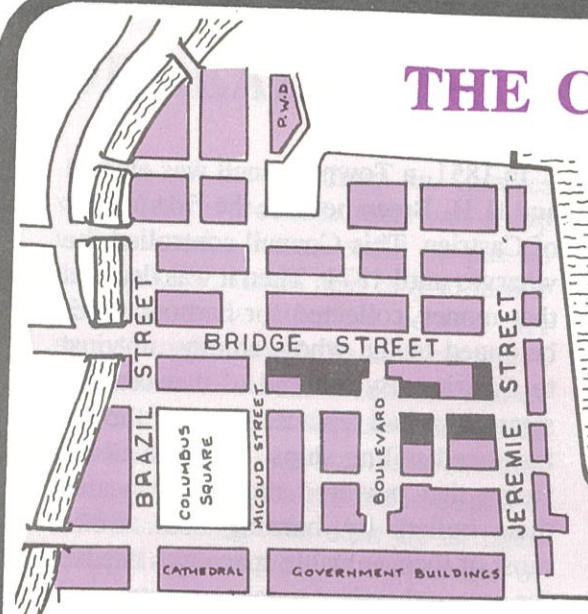 THE C
P.W.D
BRIDGE STREET
BRAZIL STREET
COLUMBUS
SQUARE
MICOUD STREET
BOULEVARD
JEREMIE STREET
CATHEDRAL
GOVERNMENT BUILDINGS